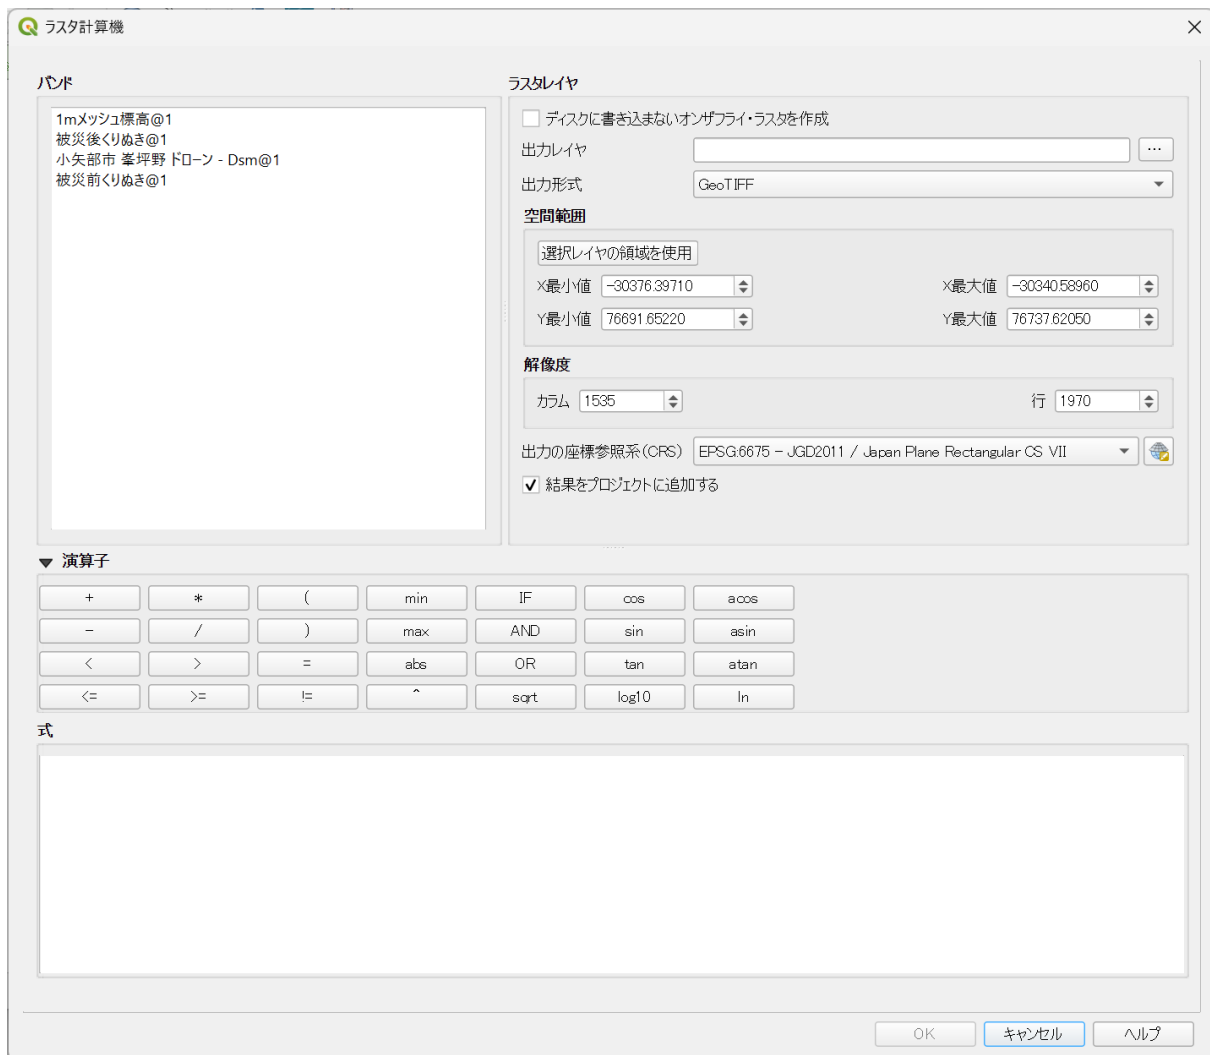 ラスタ計算機
バンド
1mメッシュ標高@1
被災後くりぬき@1
小矢部市 峯坪野 ドローン - Dsm@1
被災前くりぬき@1
ラスタレイヤ
ディスクに書き込まないオンザフライ・ラスタを作成
出力レイヤ
...
出力形式 GeoTIFF
空間範囲
選択レイヤの領域を使用
X最小値 -30376.39710 X最大値 -30340.58960
Y最小値 76691.65220 Y最大値 76737.62050
解像度
カラム 1535 行 1970
出力の座標参照系(CRS) EPSG:6675 - JGD2011 / Japan Plane Rectangular CS VII
結果をプロジェクトに追加する
演算子
+ * ( min IF cos acos
- / ) max AND sin asin
< > = abs OR tan atan
<= >= != ^ sqrt log10 ln
式
OK キャンセル ヘルプ